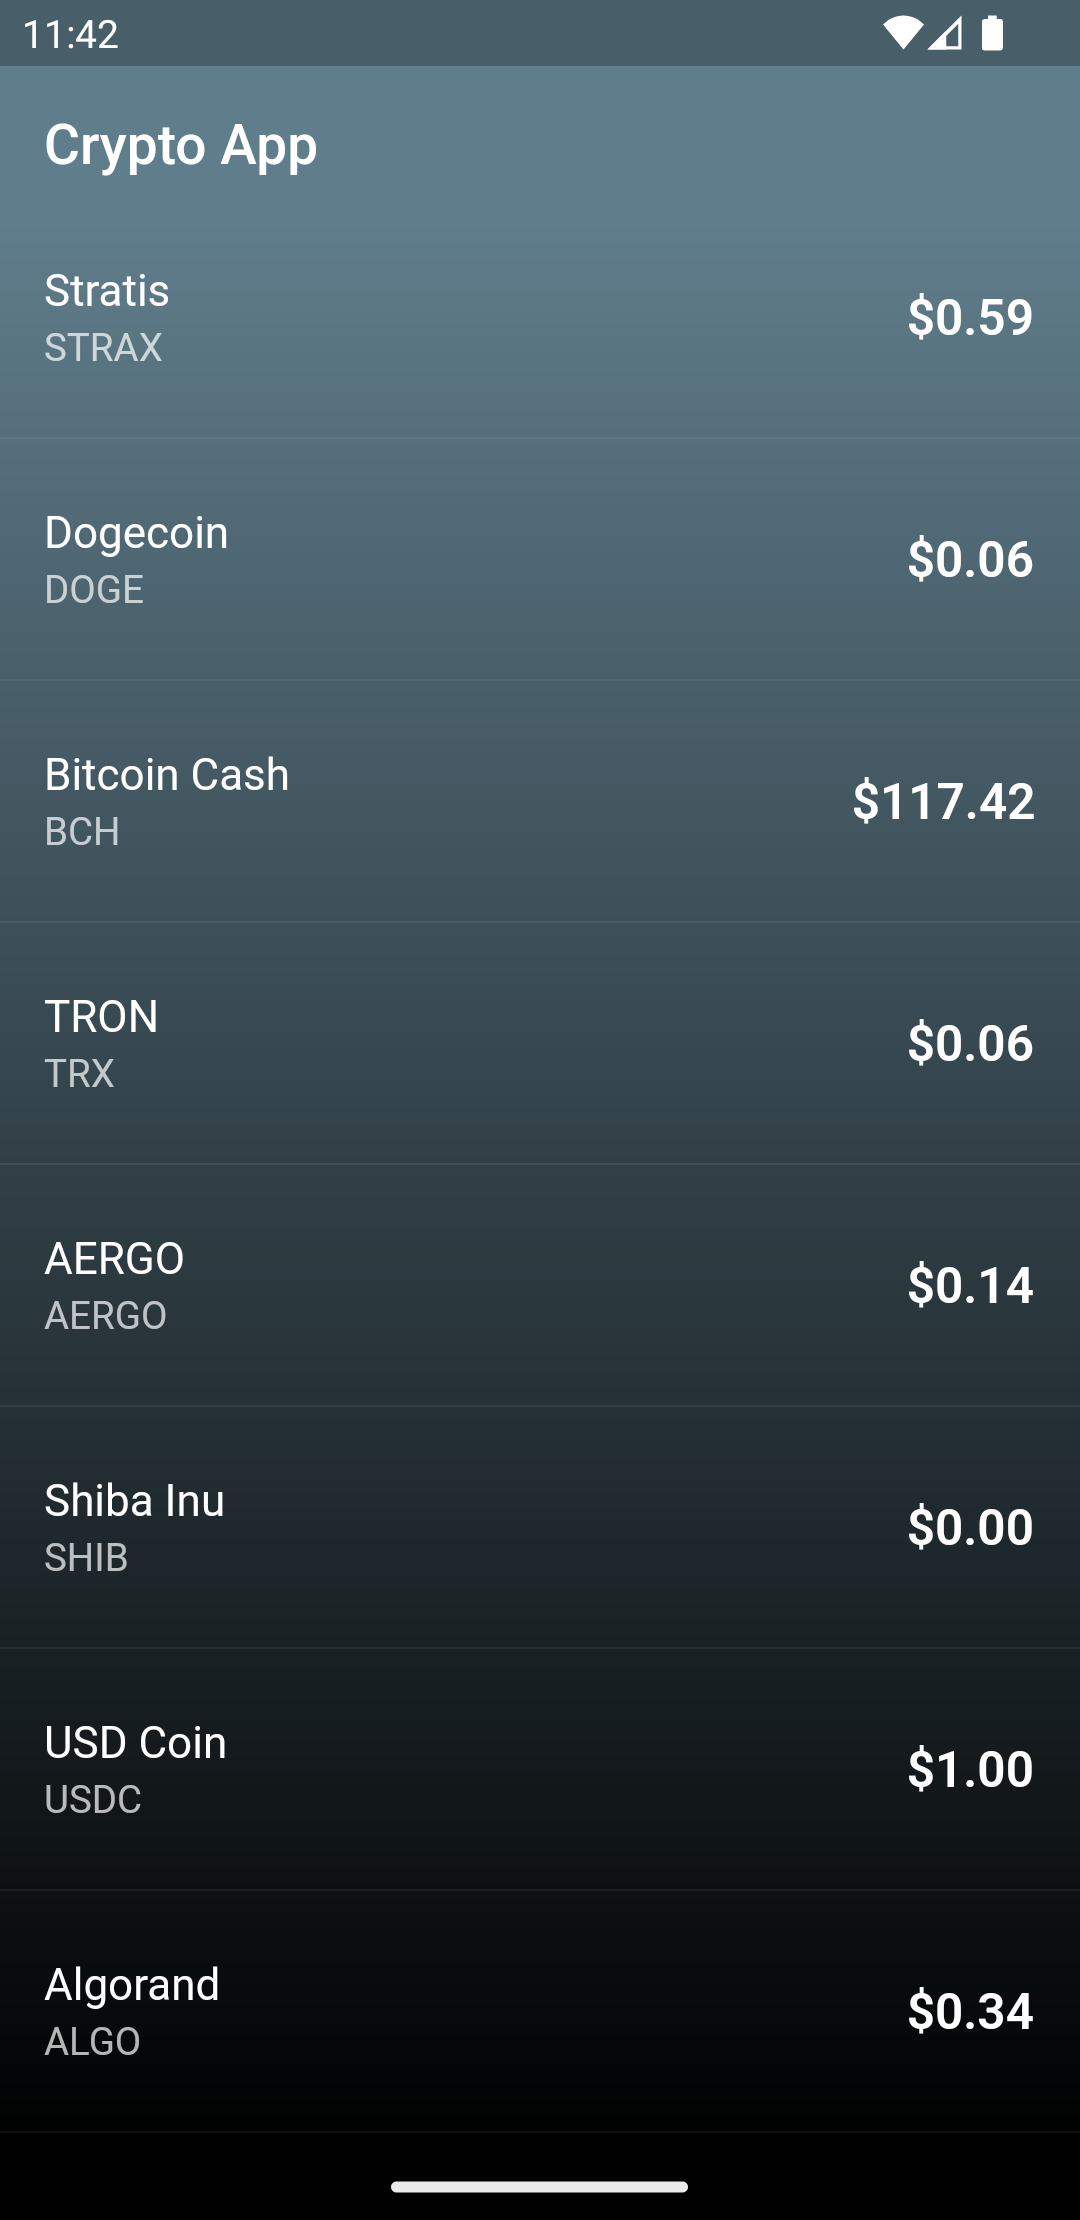 11:42
Crypto App
Stratis
STRAX
$0.59
Dogecoin
DOGE
$0.06
Bitcoin Cash
BCH
$117.42
TRON
TRX
$0.06
AERGO
AERGO
$0.14
Shiba Inu
SHIB
$0.00
USD Coin
USDC
$1.00
Algorand
ALGO
$0.34